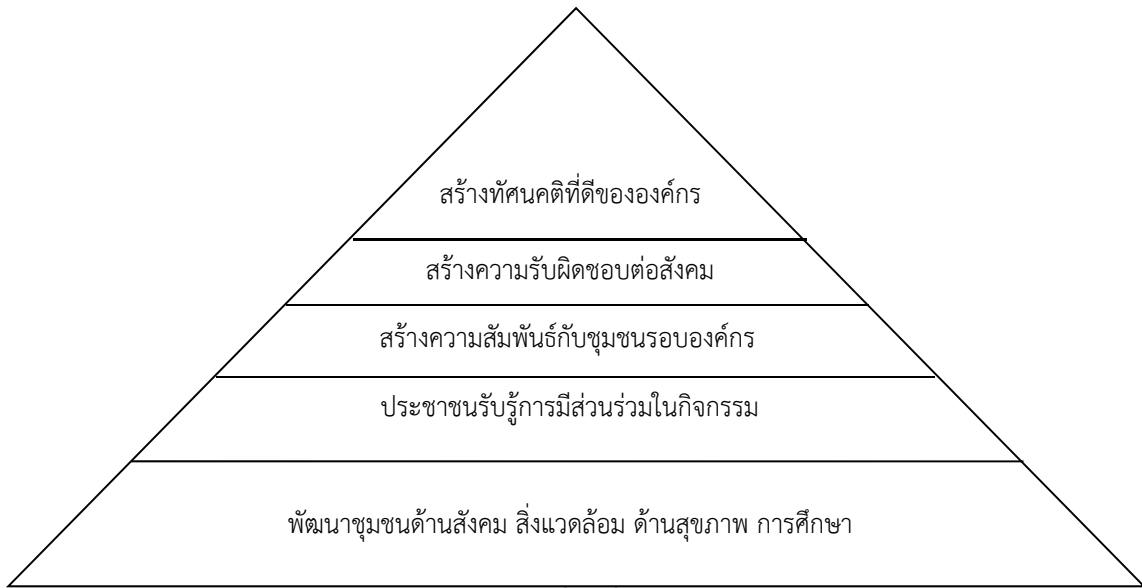 สร้างทัศนคติที่ดีขององค์กร
สร้างความรับผิดชอบต่อสังคม
สร้างความสัมพันธ์กับชุมชนรอบองค์กร
ประชาชนรับรู้การมีส่วนร่วมในกิจกรรม
พัฒนาชุมชนด้านสังคม สิ่งแวดล้อม ด้านสุขภาพ การศึกษา